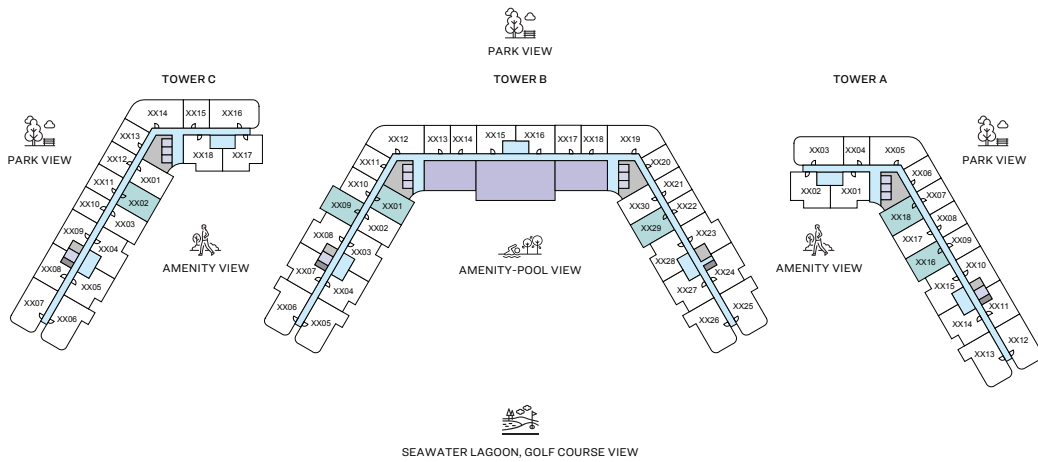 PARK VIEW
TOWER C
TOWER B
TOWER A
XX14
XX15
XX16
XX13
XX12
XX11
XX10
XX09
XX08
XX07
XX18
XX17
XX01
XX02
XX03
XX04
XX05
XX06
PARK VIEW
AMENITY VIEW
XX12
XX13
XX14
XX15
XX16
XX17
XX18
XX19
XX11
XX10
XX09
XX08
XX07
XX06
XX01
XX02
XX03
XX04
XX05
XX20
XX21
XX22
XX23
XX24
XX25
XX30
XX29
XX28
XX27
XX26
AMENITY-POOL VIEW
XX03
XX04
XX05
XX02
XX01
XX06
XX07
XX08
XX09
XX10
XX11
XX12
XX18
XX17
XX16
XX15
XX14
XX13
AMENITY VIEW
PARK VIEW
SEAWATER LAGOON, GOLF COURSE VIEW